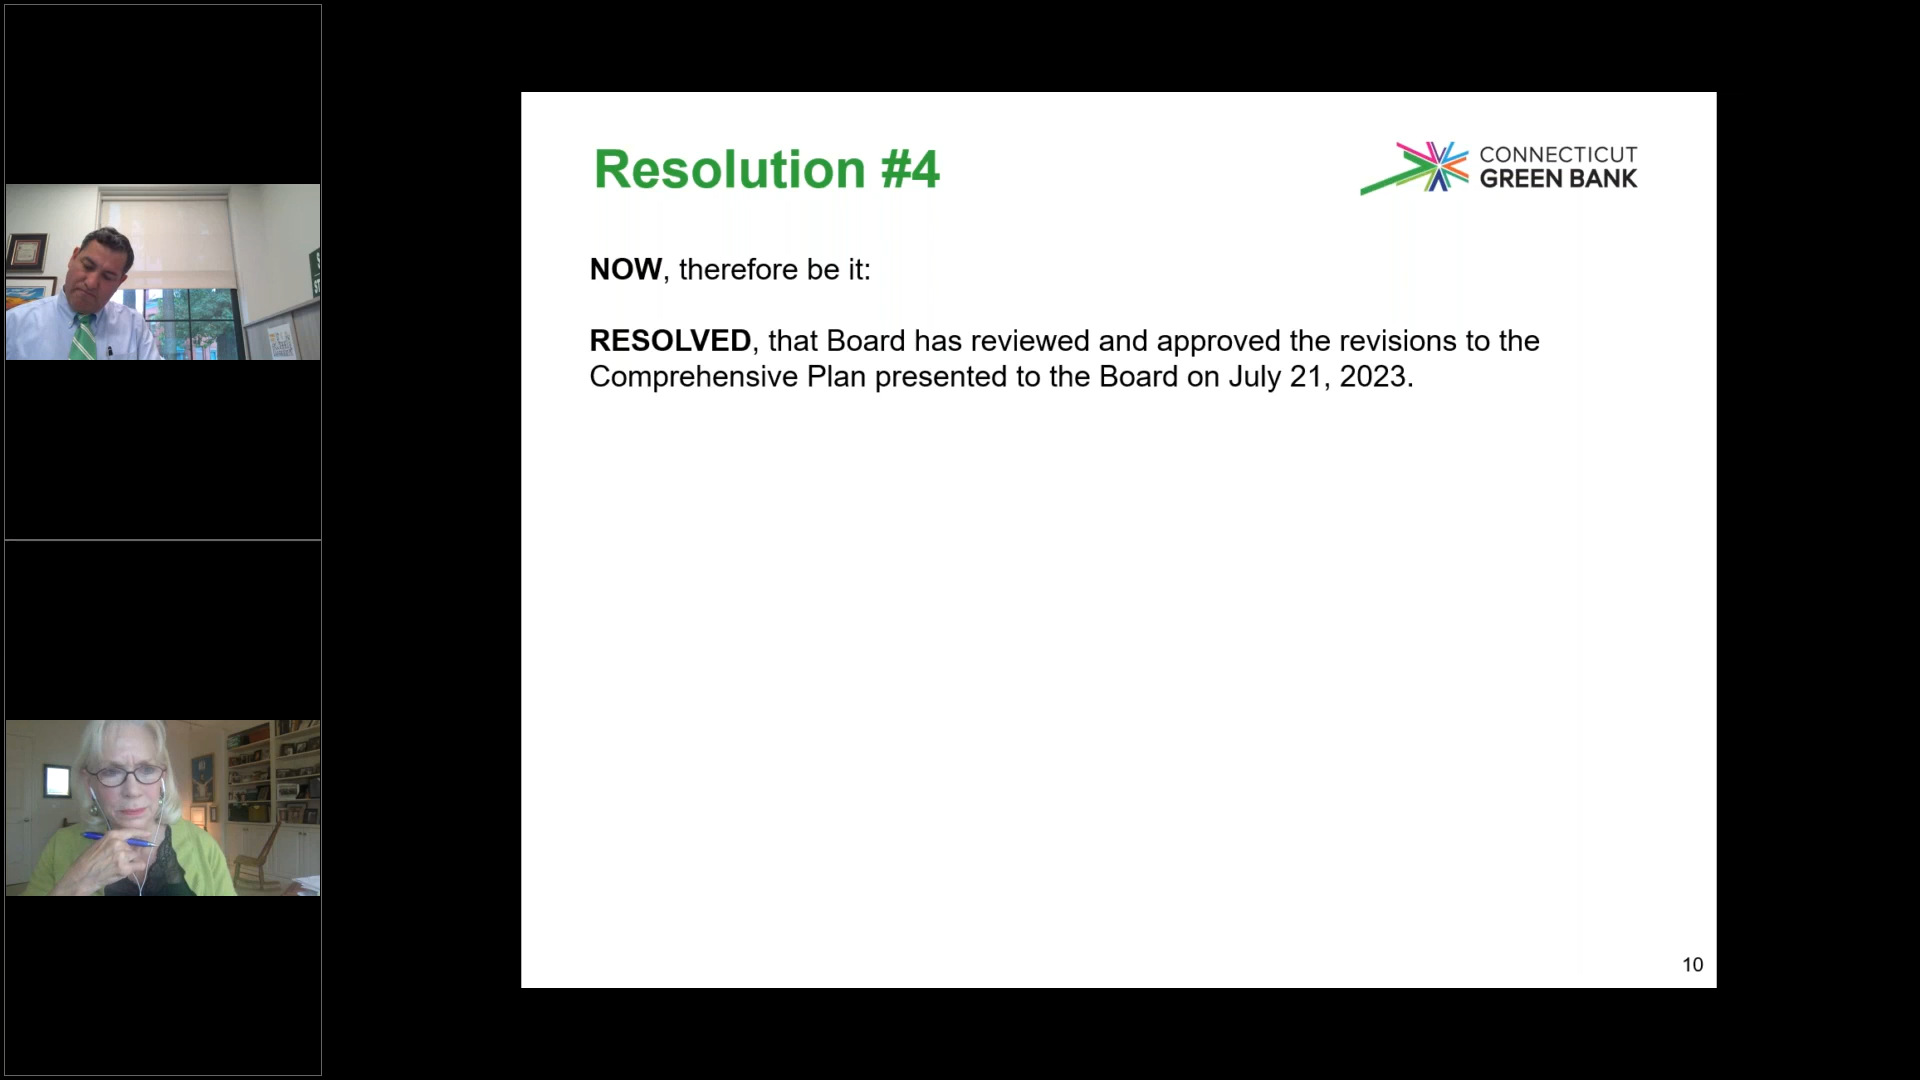 Resolution #4
CONNECTICUT
GREEN BANK
NOW, therefore be it:
RESOLVED, that Board has reviewed and approved the revisions to the
Comprehensive Plan presented to the Board on July 21, 2023.
10